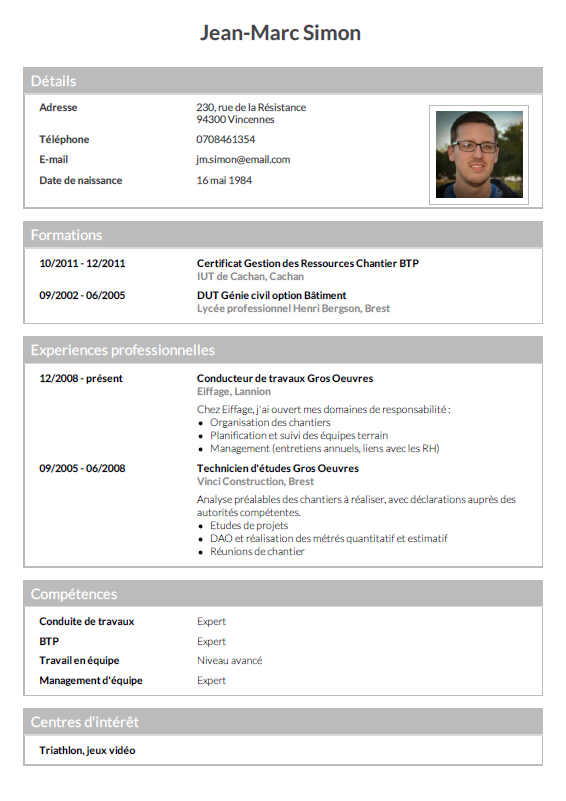 Jean-Marc Simon
Détails
Adresse 230, rue de la Résistance
94300 Vincennes
Téléphone 0708461354
E-mail jm.simon@email.com
Date de naissance 16 mai 1984
Formations
10/2011 - 12/2011 Certificat Gestion des Ressources Chantier BTP
IUT de Cachan, Cachan
09/2002 - 06/2005 DUT Génie civil option Bâtiment
Lycée professionnel Henri Bergson, Brest
Experiences professionnelles
12/2008 - présent Conducteur de travaux Gros Oeuvres
Eiffage, Lannion
Chez Eiffage, j'ai ouvert mes domaines de responsabilité :
• Organisation des chantiers
• Planification et suivi des équipes terrain
• Management (entretiens annuels, liens avec les RH)
09/2005 - 06/2008 Technicien d'études Gros Oeuvres
Vinci Construction, Brest
Analyse préalables des chantiers à réaliser, avec déclarations auprès des
autorités compétentes.
• Etudes de projets
• DAO et réalisation des métrés quantitatif et estimatif
• Réunions de chantier
Compétences
Conduite de travaux Expert
BTP Expert
Travail en équipe Niveau avancé
Management d'équipe Expert
Centres d'intérêt
Triathlon, jeux vidéo